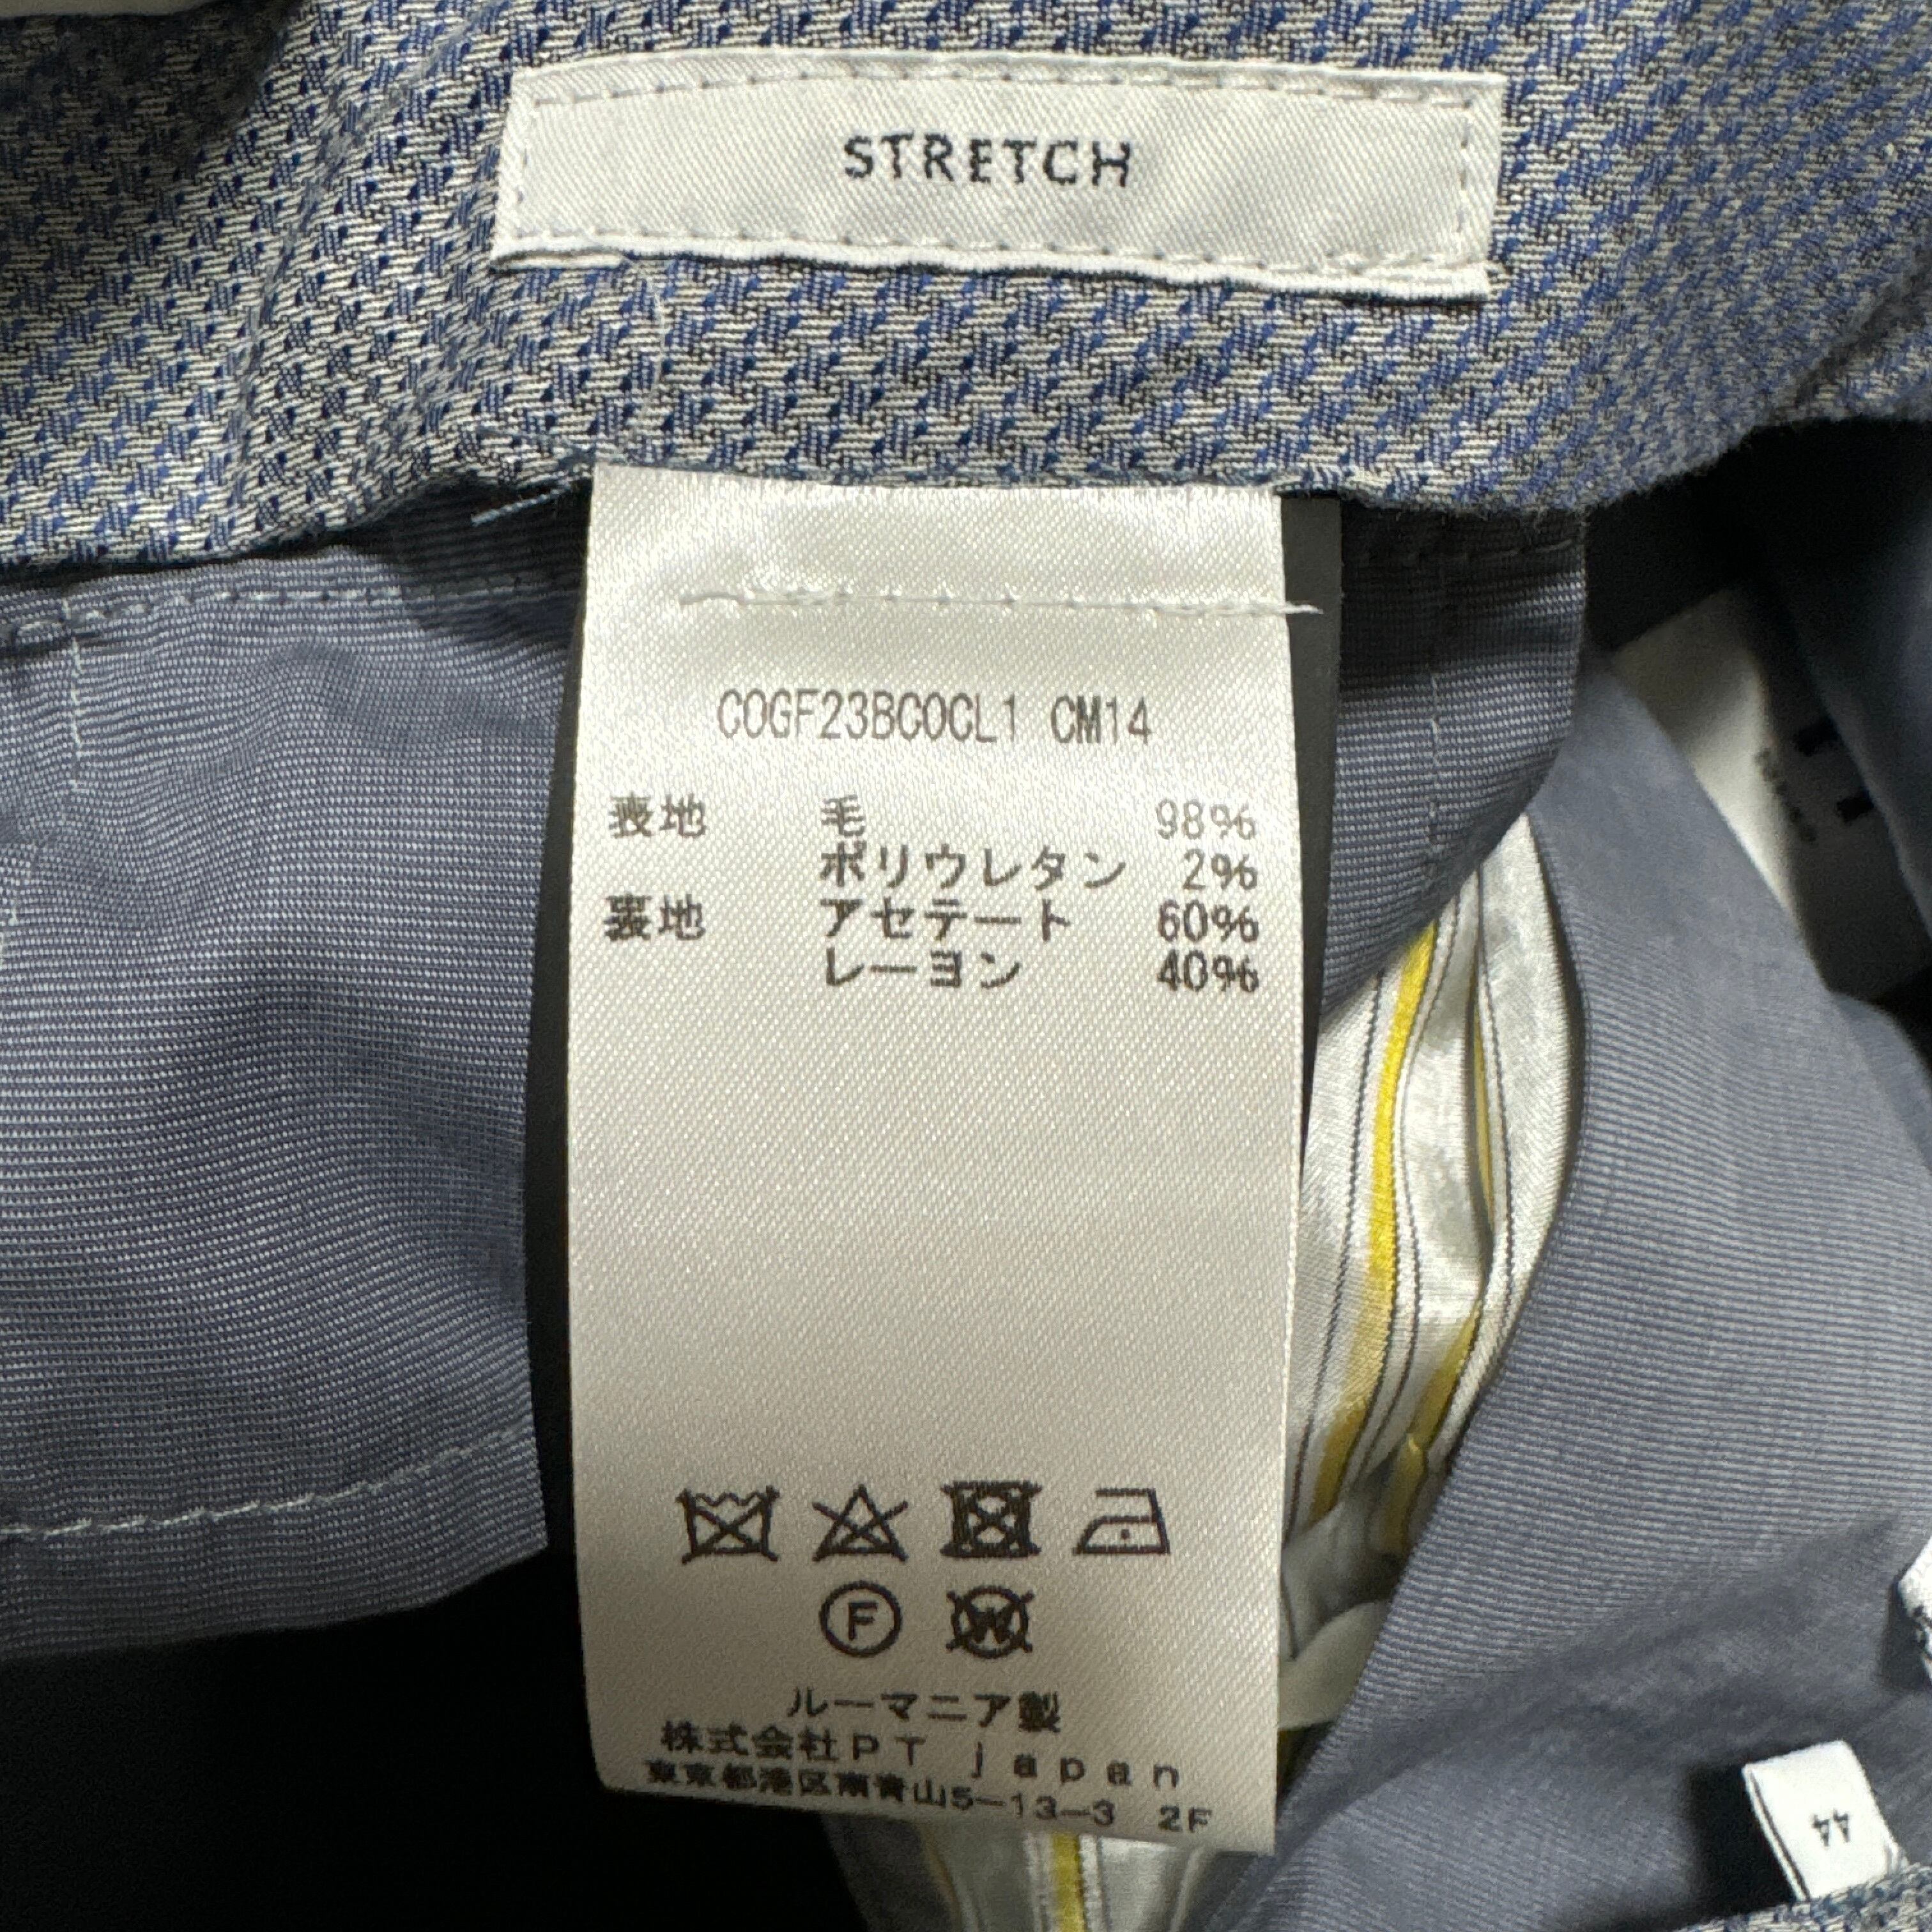 STRETCH
COGF23BCOCL1 CM14
表地 毛 98%
ポリウレタン 2%
裏地 アセテート 60%
レーヨン 40%
F W
ルーマニア製
株式会社PT japan
東京都港区南青山5-13-3 2F
44